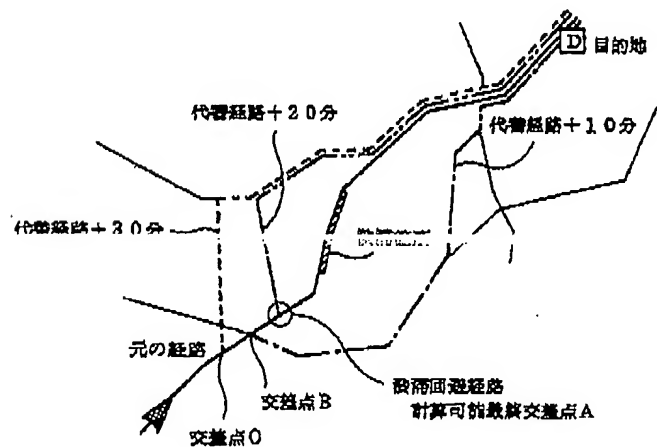 D 目的地
代替経路+20分
代替経路+10分
代替経路+30分
元の経路
渋滞回避経路
計算可能最終交差点A
交差点B
交差点C